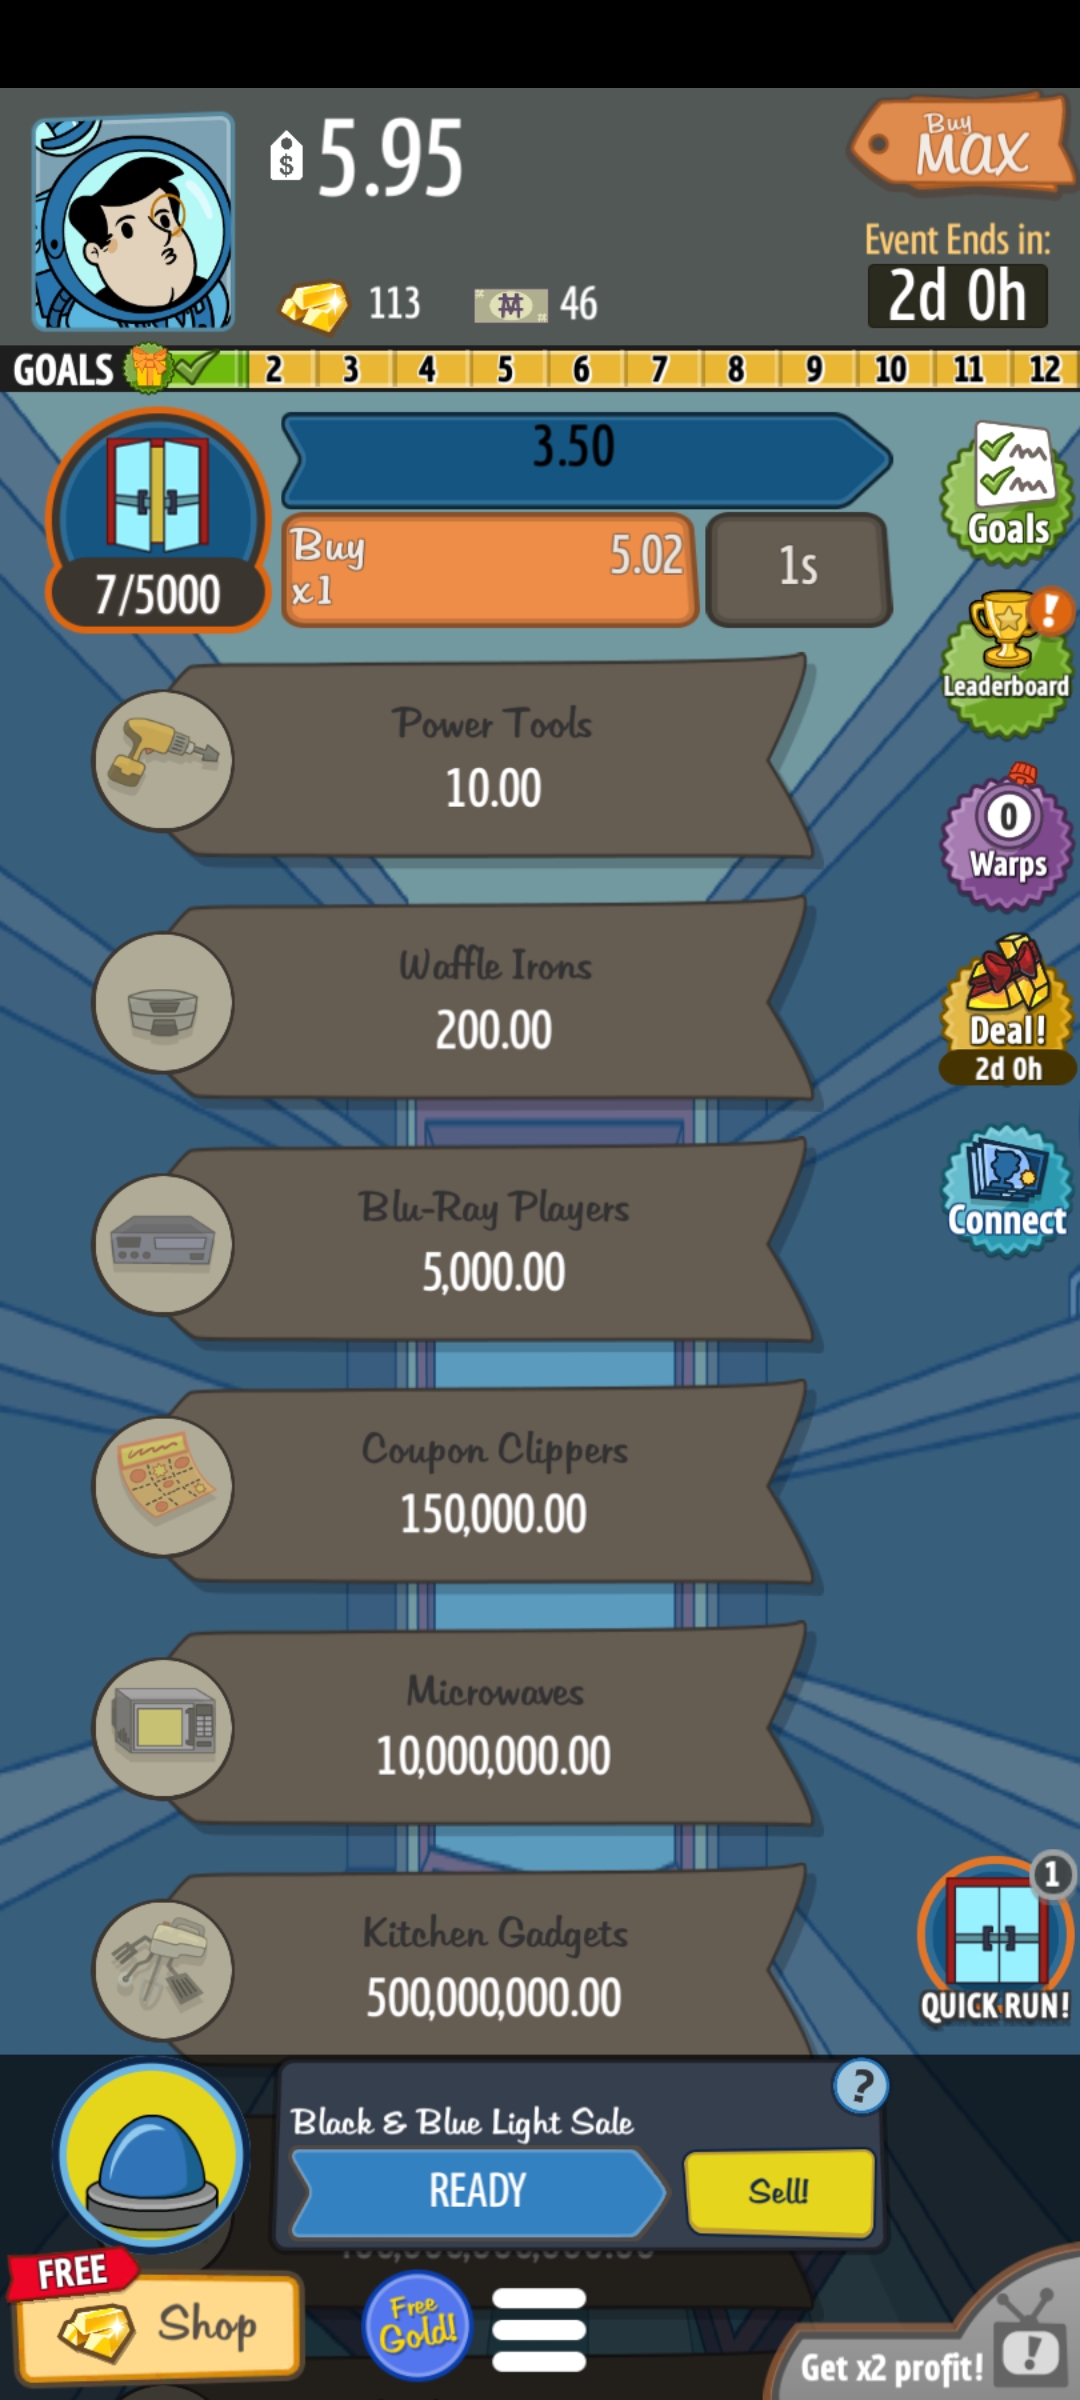 $ 5.95
Buy
MAX
Event Ends in:
113
46
2d 0h
GOALS 2 3 4 5 6 7 8 9 10 11 12
3.50
Buy
x1
5.02
1s
7/5000
Goals
Leaderboard
Power Tools
10.00
0
Warps
Waffle Irons
200.00
Deal!
2d 0h
Blu-Ray Players
5,000.00
Connect
Coupon Clippers
150,000.00
Microwaves
10,000,000.00
Kitchen Gadgets
500,000,000.00
1
QUICK RUN!
?
Black & Blue Light Sale
READY
Sell!
FREE
Shop
Free
Gold!
Get x2 profit!